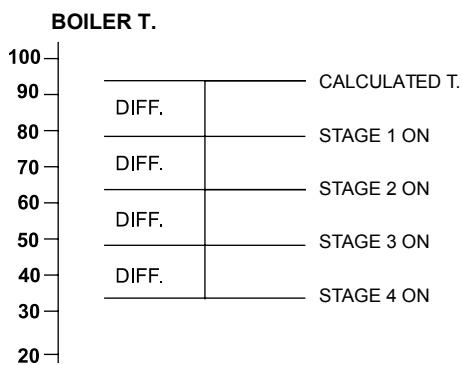 BOILER T.
100
90
80
70
60
50
40
30
20
CALCULATED T.
DIFF.
STAGE 1 ON
DIFF.
STAGE 2 ON
DIFF.
STAGE 3 ON
DIFF.
STAGE 4 ON